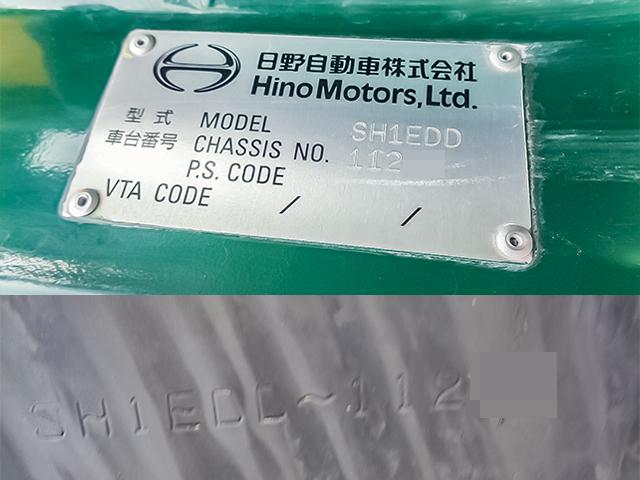 日野自動車株式会社
Hino Motors, Ltd.
型式 MODEL SH1EDD
車台番号 CHASSIS NO. 112
P.S. CODE
VTA CODE / /
SH1EDD~112